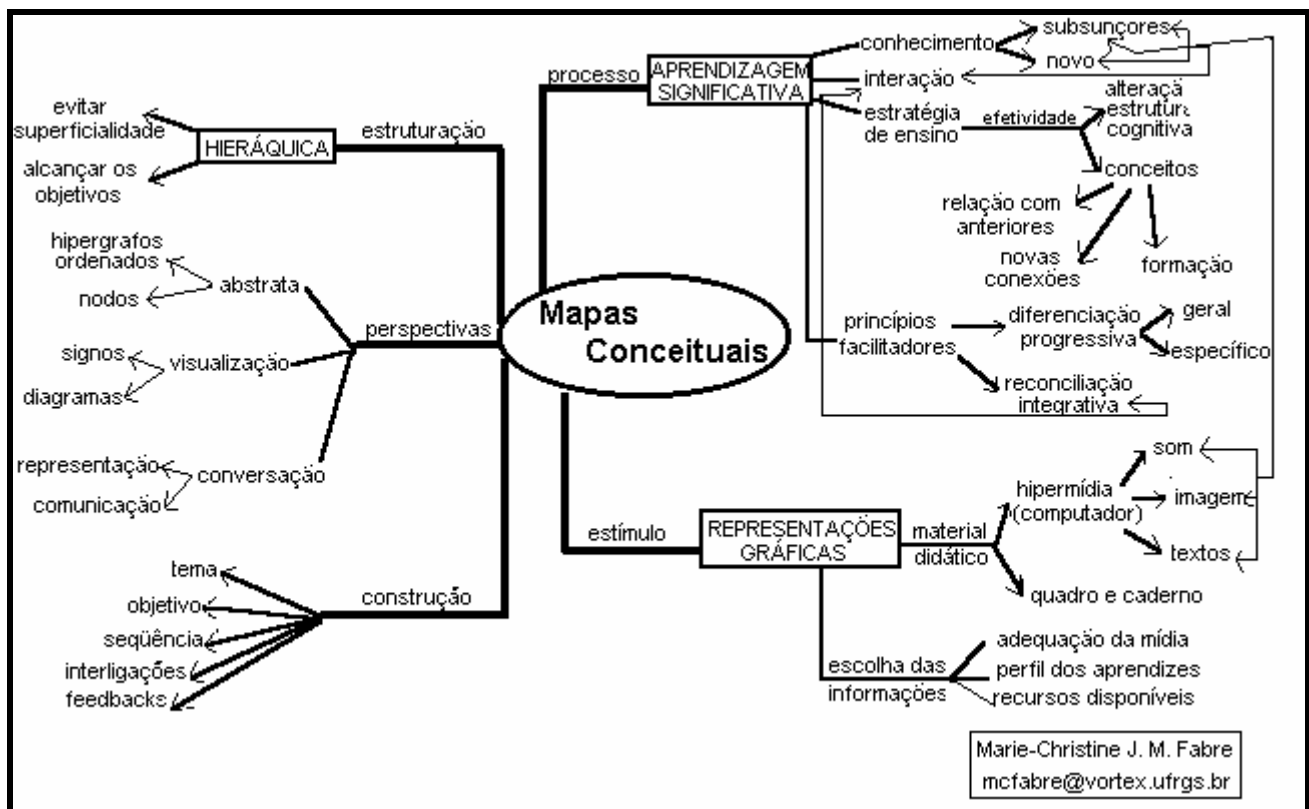 Mapas
Conceituais
processo
APRENDIZAGEM
SIGNIFICATIVA
conhecimento
subsunçores
novo
interação
estratégia
de ensino
efetividade
alteraçã
estrutura
cognitiva
conceitos
relação com
anteriores
novas
conexões
formação
princípios
facilitadores
diferenciação
progressiva
geral
específico
reconciliação
integrativa
estímulo
REPRESENTAÇÕES
GRÁFICAS
material
didático
hipermídia
(computador)
som
imagem
textos
quadro e caderno
escolha das
informações
adequação da mídia
perfil dos aprendizes
recursos disponíveis
estruturação
HIERÁQUICA
evitar
superficialidade
alcançar os
objetivos
perspectivas
abstrata
hipergrafos
ordenados
nodos
visualização
signos
diagramas
conversação
representação
comunicação
construção
tema
objetivo
seqüência
interligações
feedbacks
Marie-Christine J. M. Fabre
mcfabre@vortex.ufrgs.br